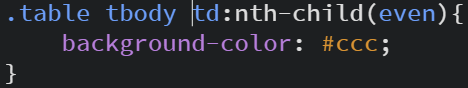 .table tbody td:nth-child(even){
    background-color: #ccc;
}